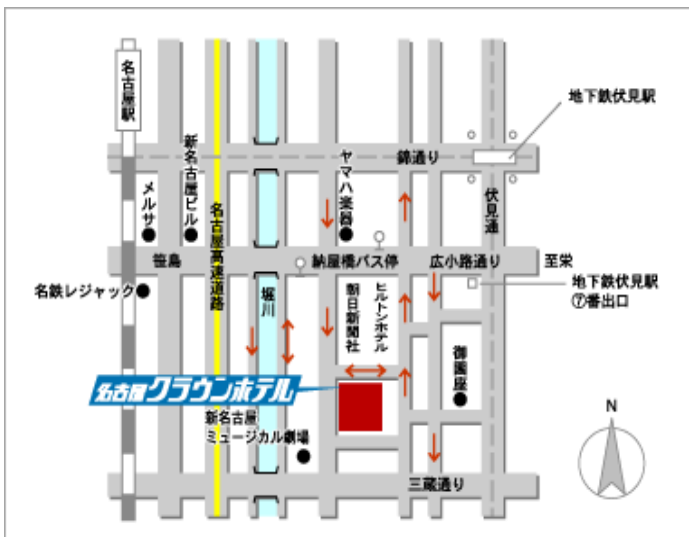 名古屋駅
新名古屋ビル
メルサ
名古屋高速道路
ヤマハ楽器
錦通り
地下鉄伏見駅
伏見通
笹島
納屋橋バス停
広小路通り
至栄
名鉄レジャック
堀川
朝日新聞社
ヒルトンホテル
地下鉄伏見駅
⑦番出口
御園座
名古屋クラウンホテル
新名古屋
ミュージカル劇場
三蔵通り
N